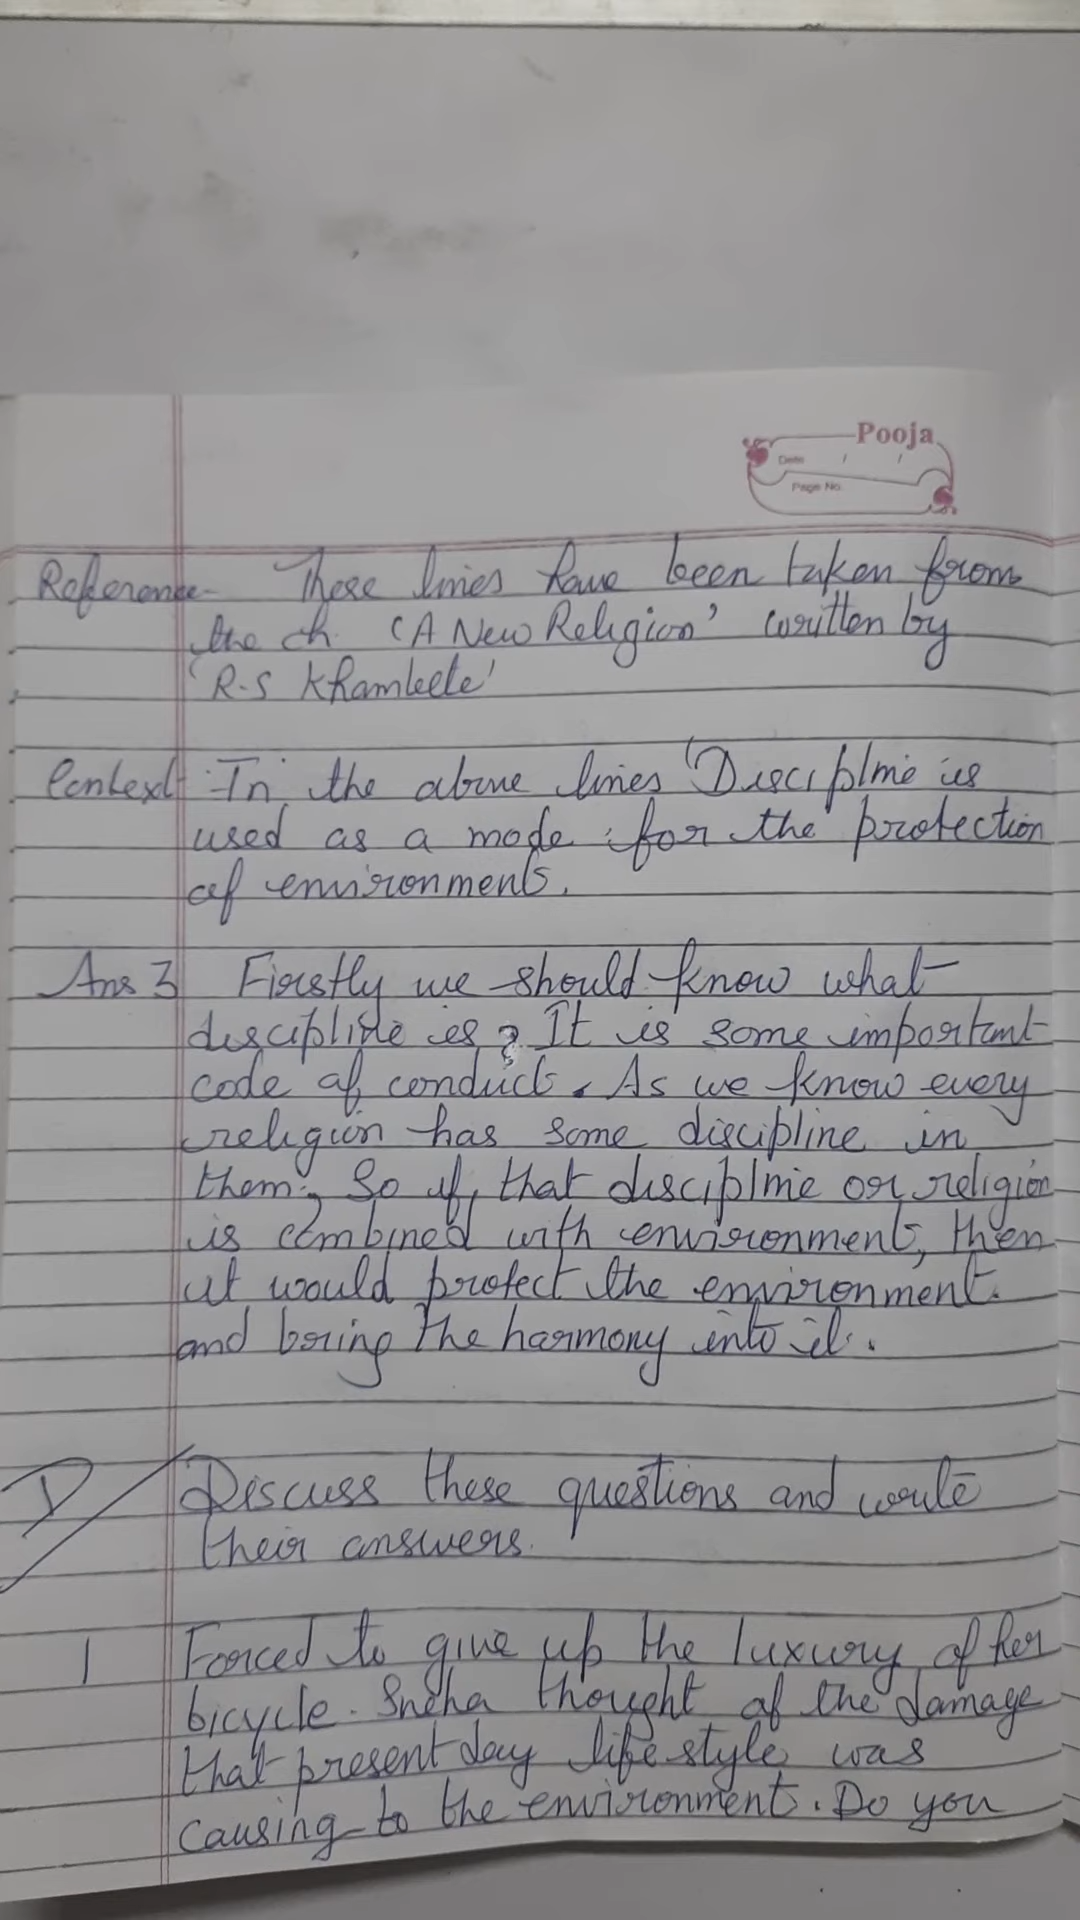 Pooja
Date / /
Page No.
Reference- These lines have been taken from
the ch. 'A New Religion' written by
'R.S Khamleele'
Context- In the above lines 'Discipline is
used as a mode for the protection
of environment.
Ans 3 Firstly we should know what
discipline is? It is some important
code of conduct. As we know every
religion has some discipline in
them. So if, that discipline or religion
is combined with environment, then
it would protect the environment.
and bring the harmony into it.
D Discuss these questions and write
their answers.
1 Forced to give up the luxury of her
bicycle. Sneha thought of the damage
that present day life style was
causing to the environment. Do you